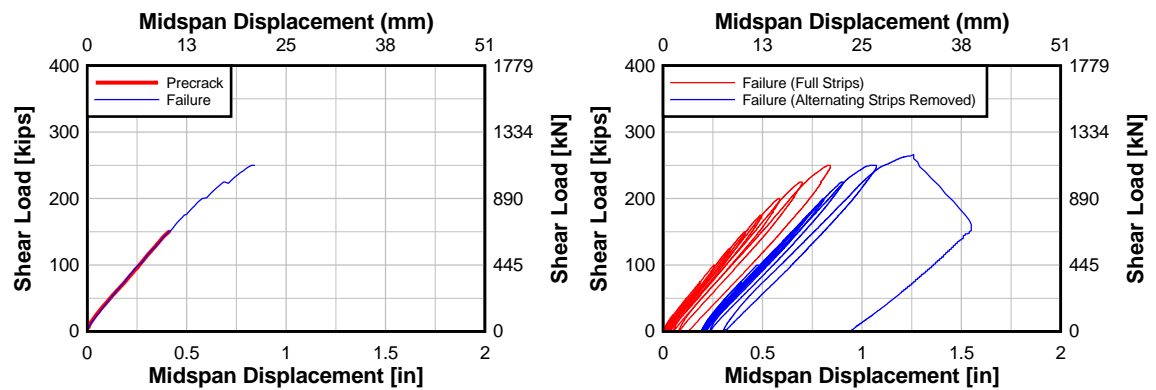 Midspan Displacement (mm)
0 13 25 38 51
400 1779
Precrack
Failure
300 1334
200 890
100 445
0 0
0 0.5 1 1.5 2
Shear Load [kips]
Shear Load [kN]
Midspan Displacement [in]
Midspan Displacement (mm)
0 13 25 38 51
400 1779
Failure (Full Strips)
Failure (Alternating Strips Removed)
300 1334
200 890
100 445
0 0
0 0.5 1 1.5 2
Shear Load [kips]
Shear Load [kN]
Midspan Displacement [in]